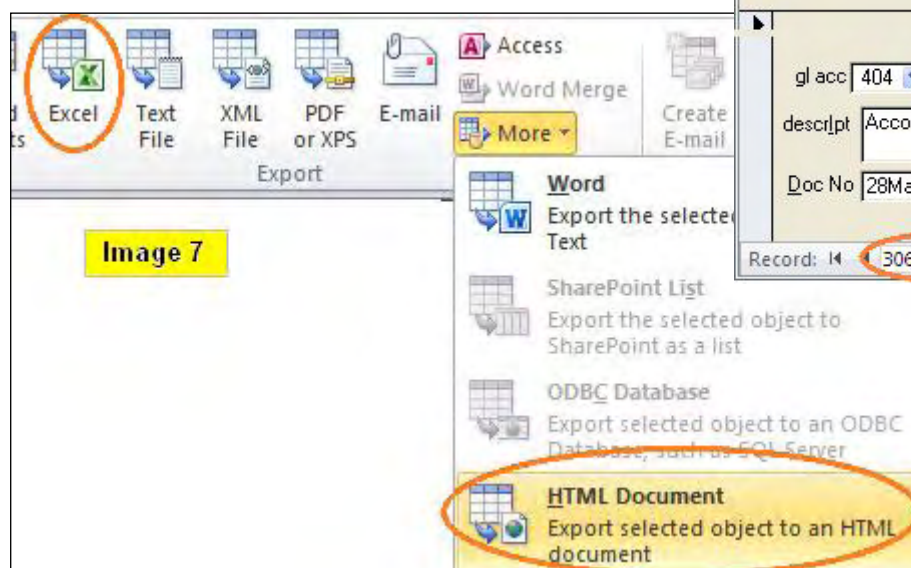 Excel
Text
File
XML
File
PDF
or XPS
E-mail
Access
Word Merge
More
Create
E-mail
Export
Image 7
Word
Export the selected
Text
SharePoint List
Export the selected object to
SharePoint as a list
ODBC Database
Export selected object to an ODBC
Database, such as SQL Server
HTML Document
Export selected object to an HTML
document
gl acc 404
descript Acco
Doc No 28Ma
Record: 306